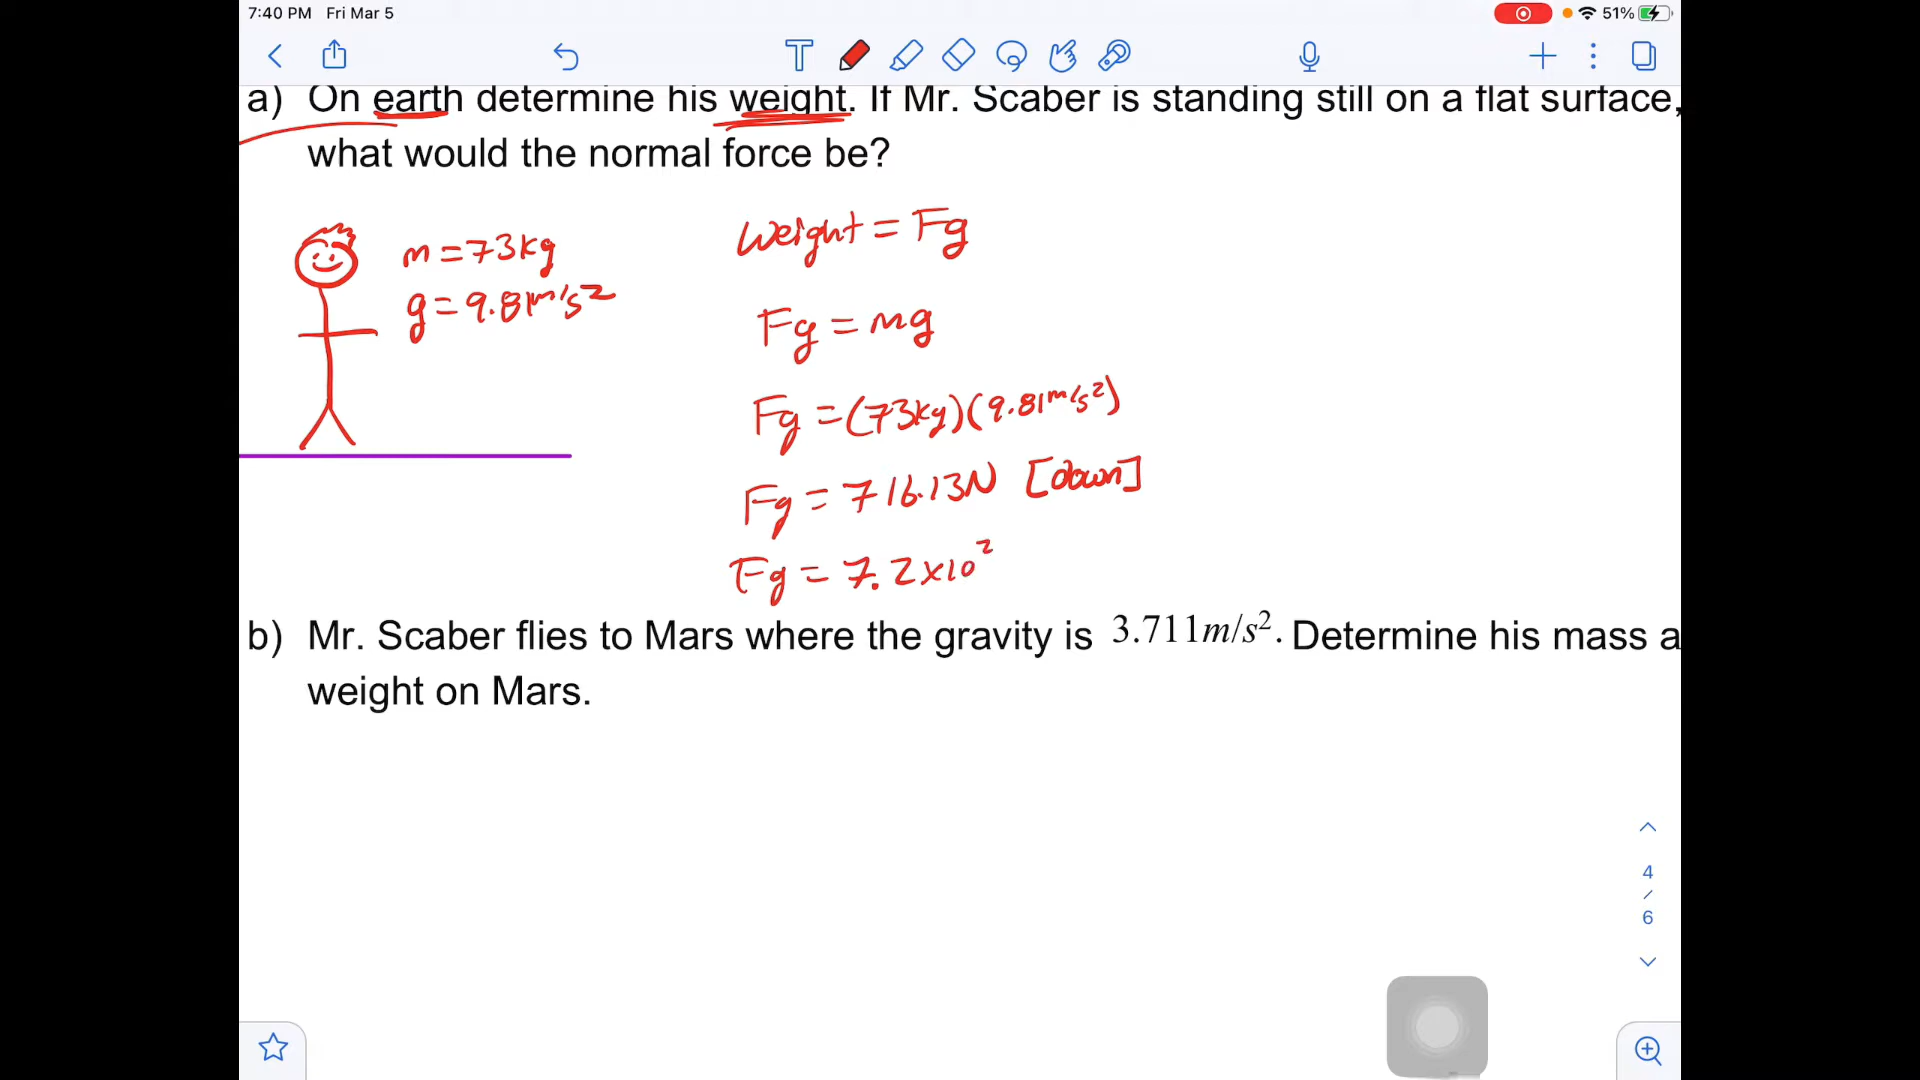 7:40 PM Fri Mar 5
51%
T
a) On earth determine his weight. If Mr. Scaber is standing still on a flat surface,
what would the normal force be?
m = 73kg
g = 9.81m/s²
Weight = Fg
Fg = mg
Fg = (73kg)(9.81m/s²)
Fg = 716.13N [down]
Fg = 7.2x10²
b) Mr. Scaber flies to Mars where the gravity is 3.711m/s². Determine his mass a
weight on Mars.
4
/
6